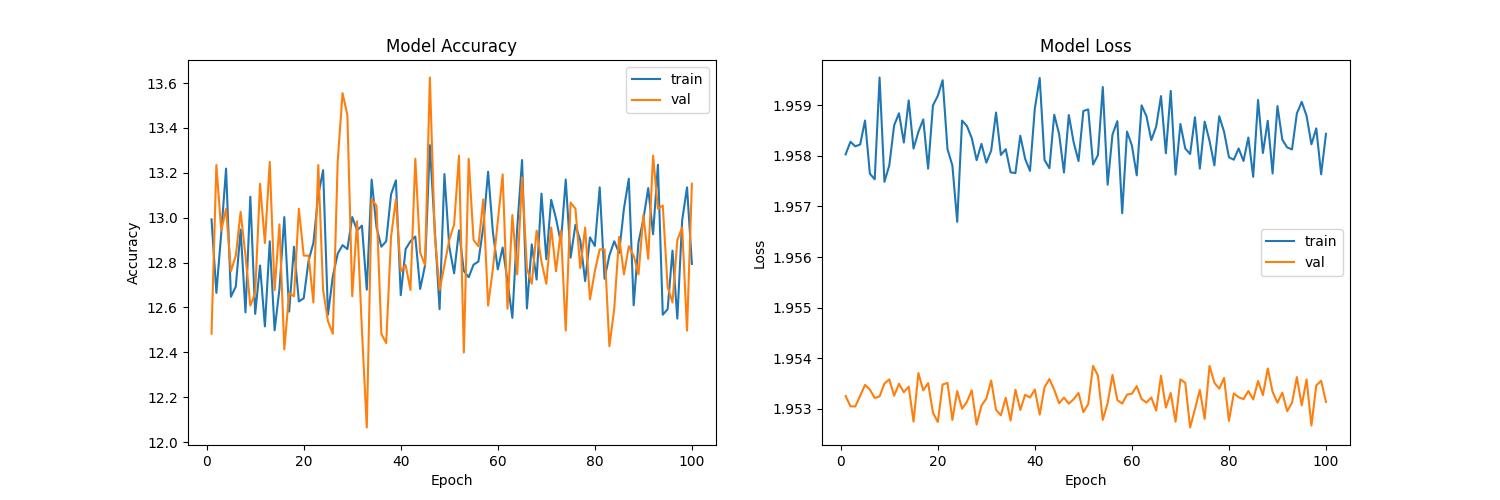 Model Accuracy
Accuracy
13.6
13.4
13.2
13.0
12.8
12.6
12.4
12.2
12.0
0 20 40 60 80 100
Epoch
train
val
Model Loss
Loss
1.959
1.958
1.957
1.956
1.955
1.954
1.953
0 20 40 60 80 100
Epoch
train
val